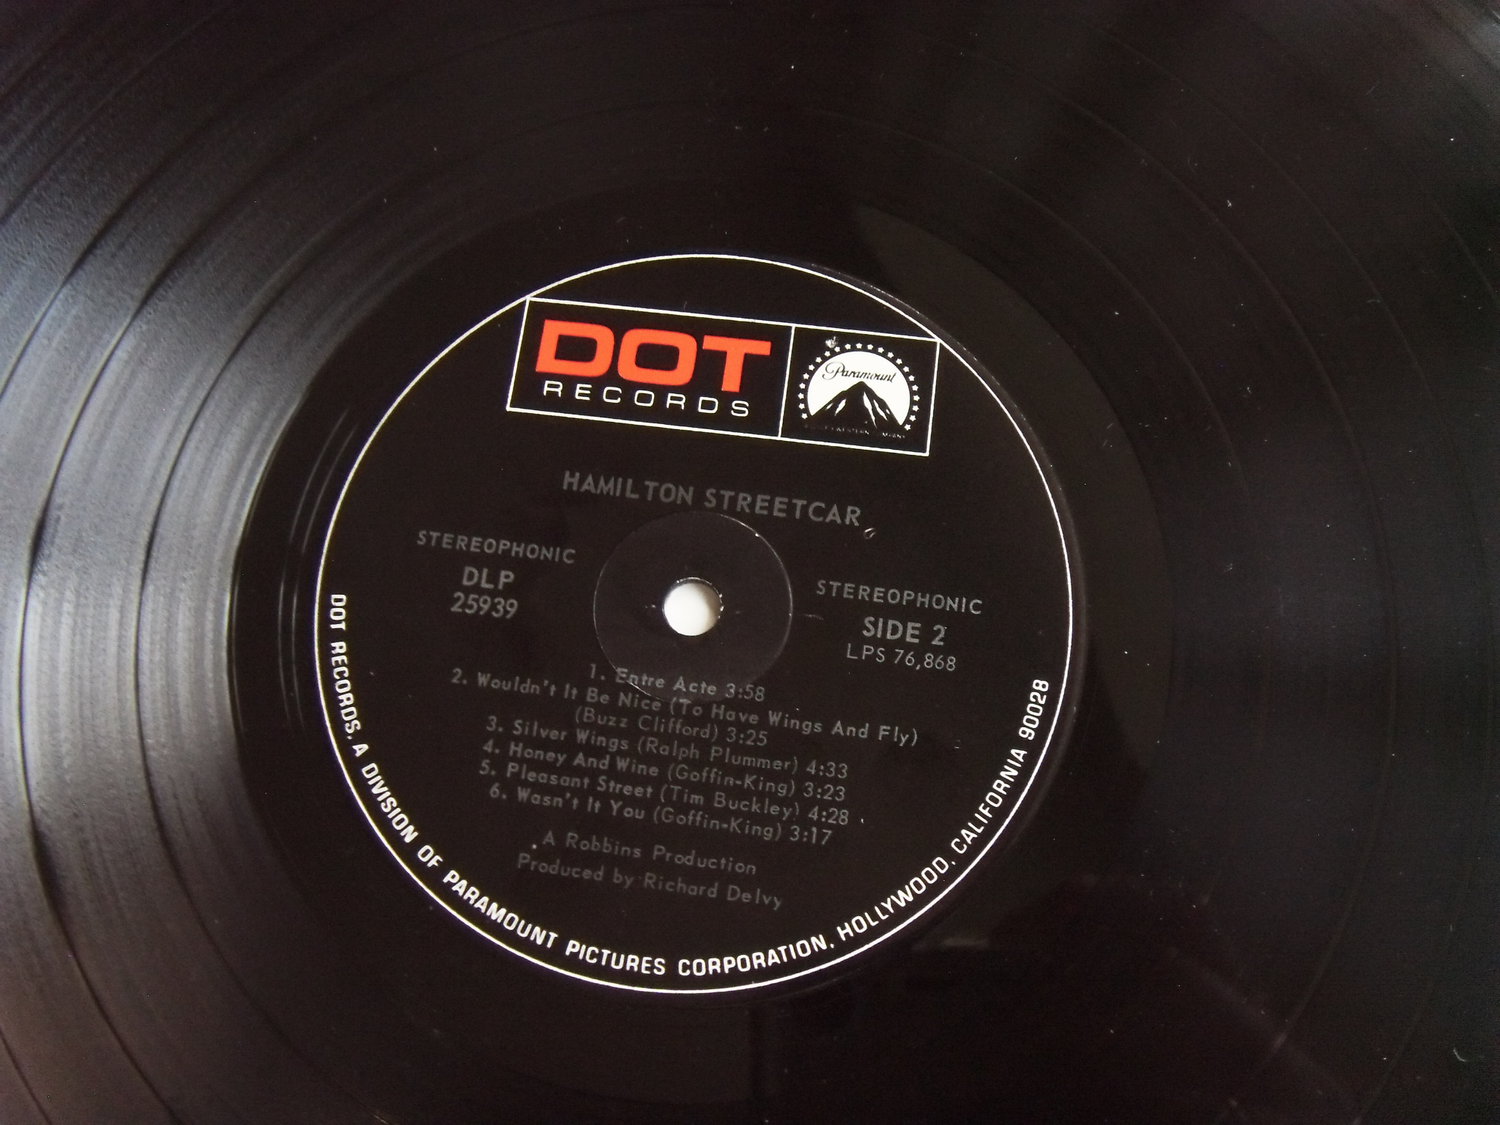 DOT
RECORDS
Paramount
HAMILTON STREETCAR
STEREOPHONIC
DLP
25939
STEREOPHONIC
SIDE 2
LPS 76,868
1. Entre Acte 3:58
2. Wouldn't It Be Nice (To Have Wings And Fly)
(Buzz Clifford) 3:25
3. Silver Wings (Ralph Plummer) 4:33
4. Honey And Wine (Goffin-King) 3:23
5. Pleasant Street (Tim Buckley) 4:28
6. Wasn't It You (Goffin-King) 3:17
A Robbins Production
Produced by Richard Delvy
DOT RECORDS, A DIVISION OF PARAMOUNT PICTURES CORPORATION, HOLLYWOOD, CALIFORNIA 90028